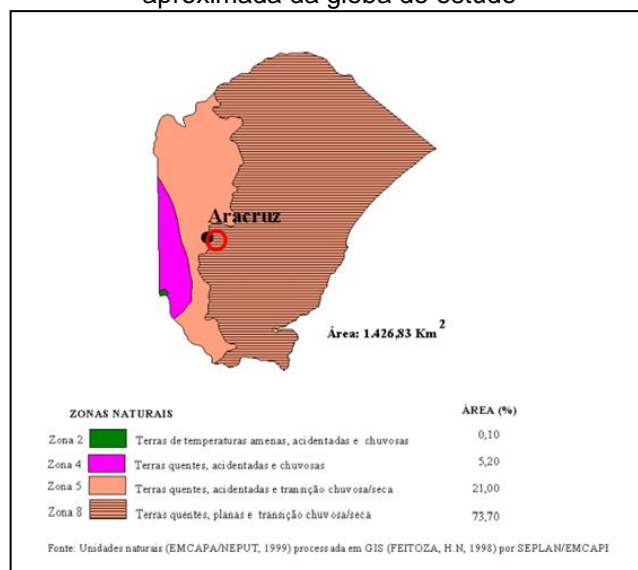 aproximada da gleba de estudo
Aracruz
Área: 1.426,83 Km²
ZONAS NATURAIS ÁREA (%)
Zona 2 Terras de temperaturas amenas, acidentadas e chuvosas 0,10
Zona 4 Terras quentes, acidentadas e chuvosas 5,20
Zona 5 Terras quentes, acidentadas e transição chuvosa/seca 21,00
Zona 8 Terras quentes, planas e transição chuvosa/seca 73,70
Fonte: Unidades naturais (EMCAPA/NEPUT, 1999) processada em GIS (FEITOZA, H N, 1998) por SEPLAN/EMCAPI